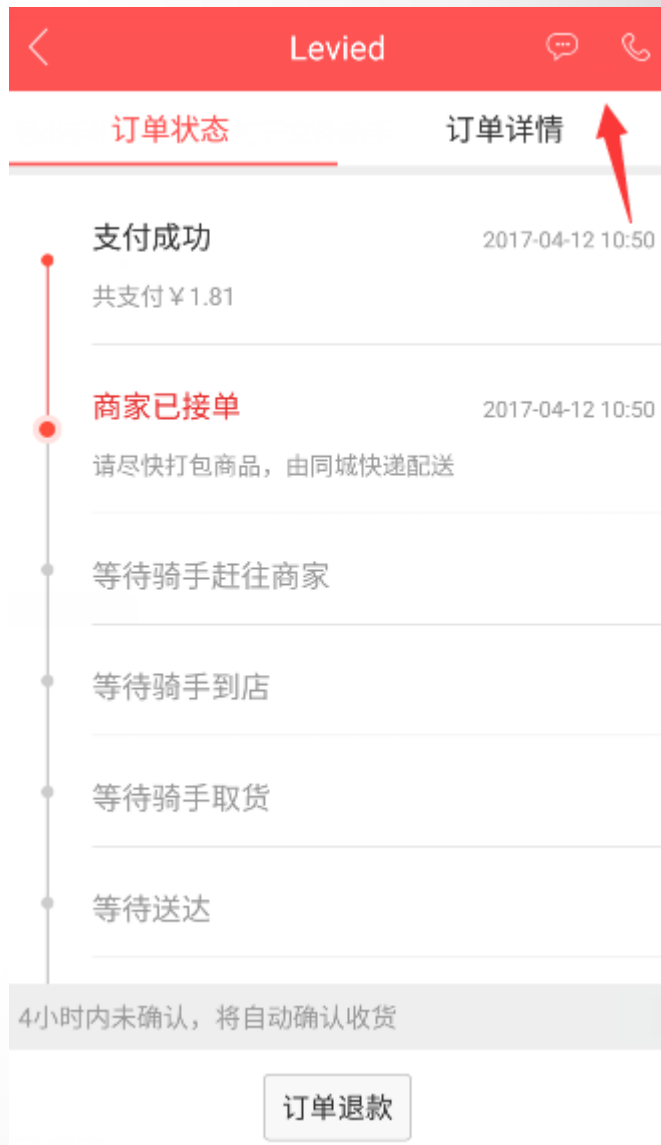 Levied
订单状态 订单详情
支付成功 2017-04-12 10:50
共支付￥1.81
商家已接单 2017-04-12 10:50
请尽快打包商品，由同城快递配送
等待骑手赶往商家
等待骑手到店
等待骑手取货
等待送达
4小时内未确认，将自动确认收货
订单退款